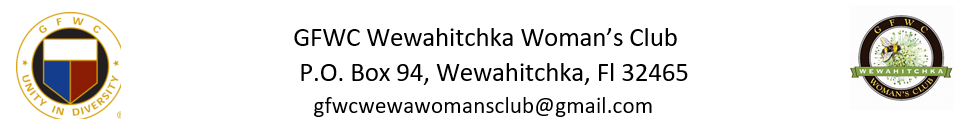 GFWC
UNITY IN DIVERSITY
®
GFWC Wewahitchka Woman’s Club
P.O. Box 94, Wewahitchka, Fl 32465
gfwcwewawomansclub@gmail.com
GFWC
WEWAHITCHKA
WOMAN'S CLUB